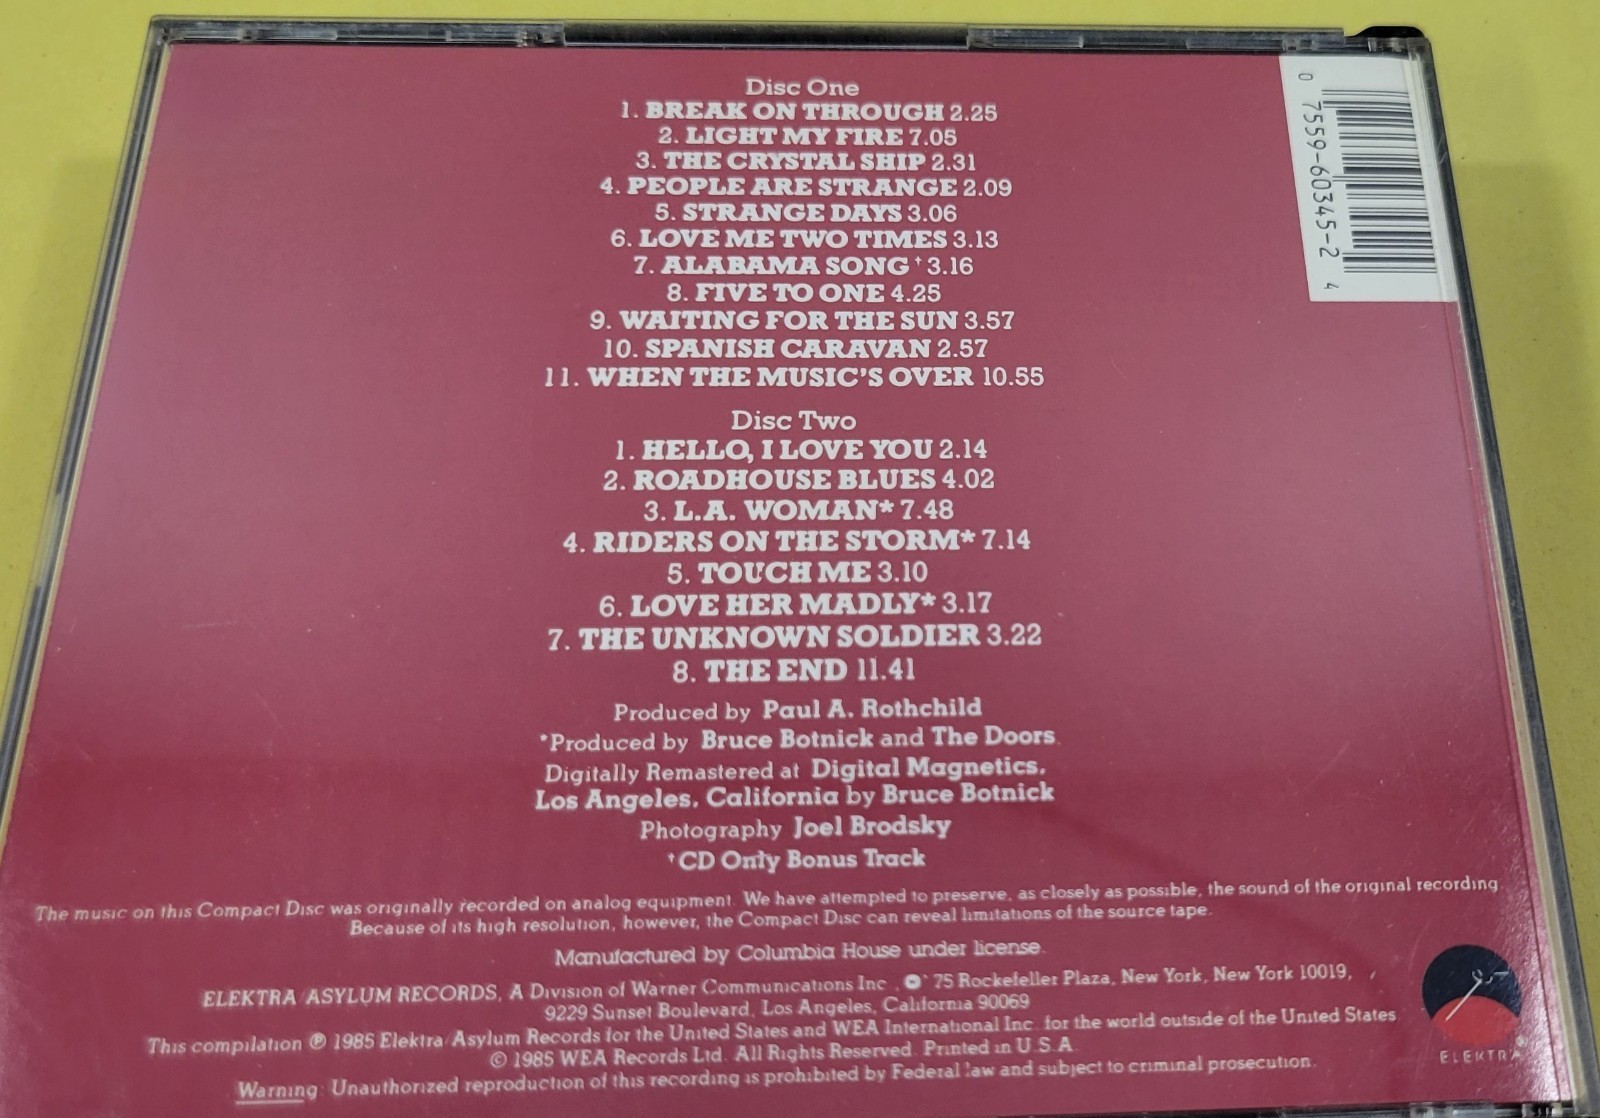 Disc One
1. BREAK ON THROUGH 2.25
2. LIGHT MY FIRE 7.05
3. THE CRYSTAL SHIP 2.31
4. PEOPLE ARE STRANGE 2.09
5. STRANGE DAYS 3.06
6. LOVE ME TWO TIMES 3.13
7. ALABAMA SONG † 3.16
8. FIVE TO ONE 4.25
9. WAITING FOR THE SUN 3.57
10. SPANISH CARAVAN 2.57
11. WHEN THE MUSIC'S OVER 10.55
Disc Two
1. HELLO, I LOVE YOU 2.14
2. ROADHOUSE BLUES 4.02
3. L.A. WOMAN* 7.48
4. RIDERS ON THE STORM* 7.14
5. TOUCH ME 3.10
6. LOVE HER MADLY* 3.17
7. THE UNKNOWN SOLDIER 3.22
8. THE END 11.41
Produced by Paul A. Rothchild
*Produced by Bruce Botnick and The Doors.
Digitally Remastered at Digital Magnetics,
Los Angeles, California by Bruce Botnick
Photography Joel Brodsky
†CD Only Bonus Track
The music on this Compact Disc was originally recorded on analog equipment. We have attempted to preserve, as closely as possible, the sound of the original recording.
Because of its high resolution, however, the Compact Disc can reveal limitations of the source tape.
Manufactured by Columbia House under license.
ELEKTRA/ASYLUM RECORDS, A Division of Warner Communications Inc., 75 Rockefeller Plaza, New York, New York 10019,
9229 Sunset Boulevard, Los Angeles, California 90069
This compilation ℗ 1985 Elektra/Asylum Records for the United States and WEA International Inc. for the world outside of the United States
© 1985 WEA Records Ltd. All Rights Reserved. Printed in U.S.A.
Warning: Unauthorized reproduction of this recording is prohibited by Federal law and subject to criminal prosecution.
0 7559-60345-2 4
ELEKTRA